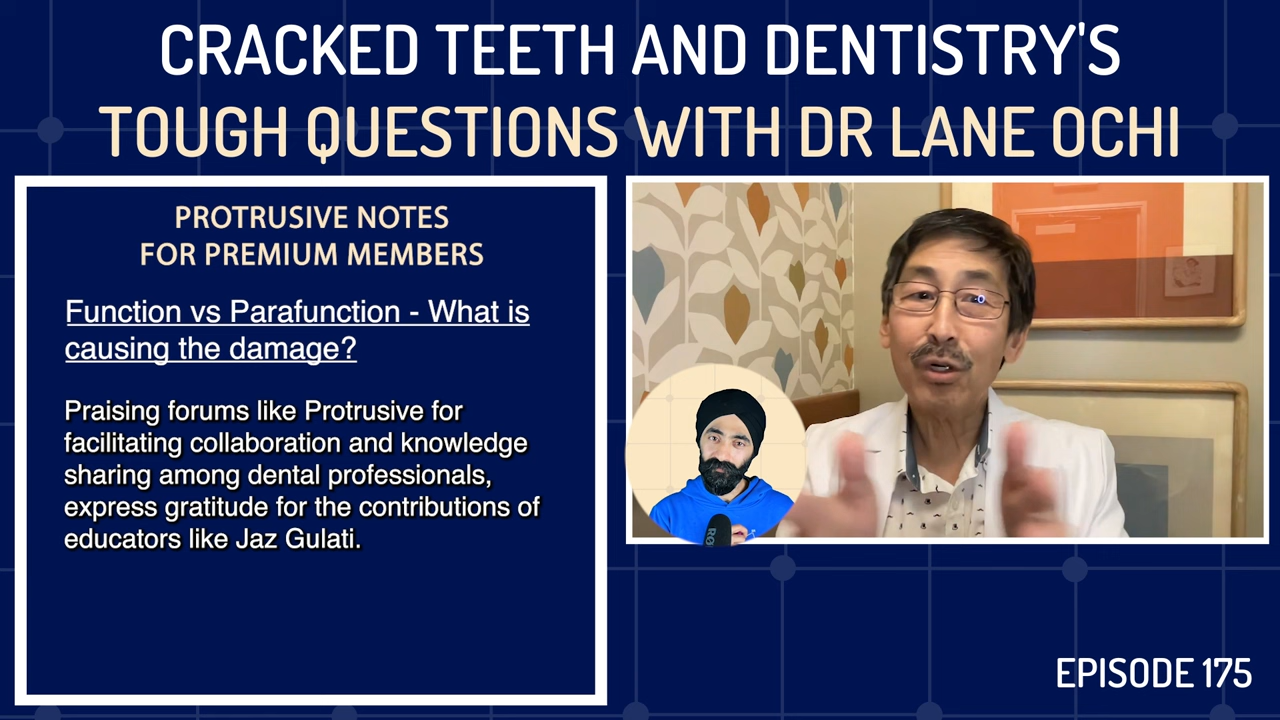 CRACKED TEETH AND DENTISTRY'S
TOUGH QUESTIONS WITH DR LANE OCHI
PROTRUSIVE NOTES
FOR PREMIUM MEMBERS
Function vs Parafunction - What is
causing the damage?
Praising forums like Protrusive for
facilitating collaboration and knowledge
sharing among dental professionals,
express gratitude for the contributions of
educators like Jaz Gulati.
EPISODE 175